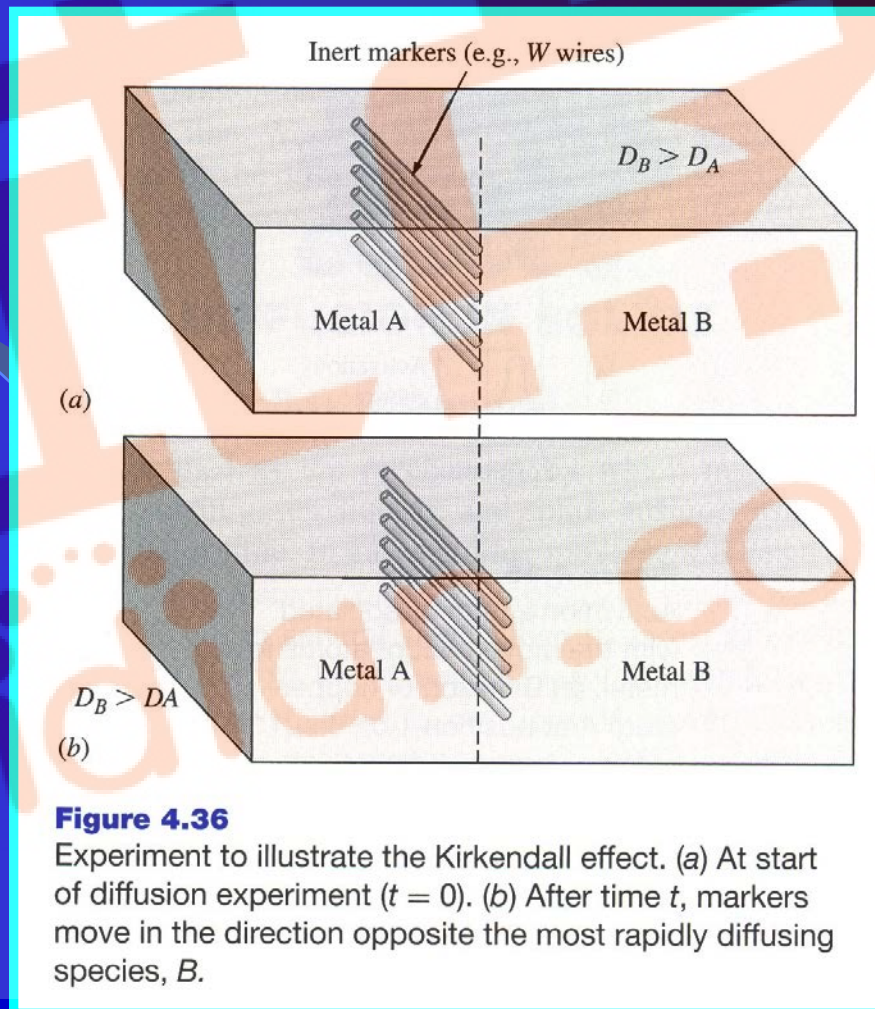 Inert markers (e.g., W wires)
D_B > D_A
Metal A
Metal B
(a)
Metal A
Metal B
D_B > DA
(b)
Figure 4.36
Experiment to illustrate the Kirkendall effect. (a) At start
of diffusion experiment (t = 0). (b) After time t, markers
move in the direction opposite the most rapidly diffusing
species, B.
idian.co